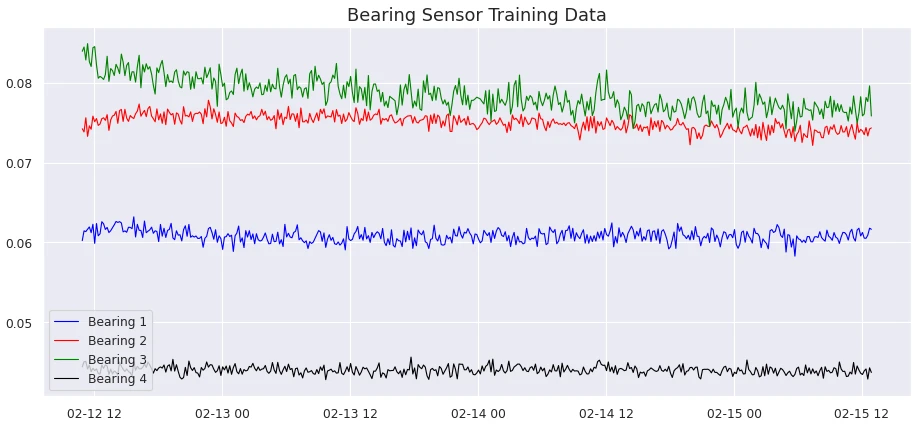 Bearing Sensor Training Data
0.08
0.07
0.06
0.05
Bearing 1
Bearing 2
Bearing 3
Bearing 4
02-12 12 02-13 00 02-13 12 02-14 00 02-14 12 02-15 00 02-15 12